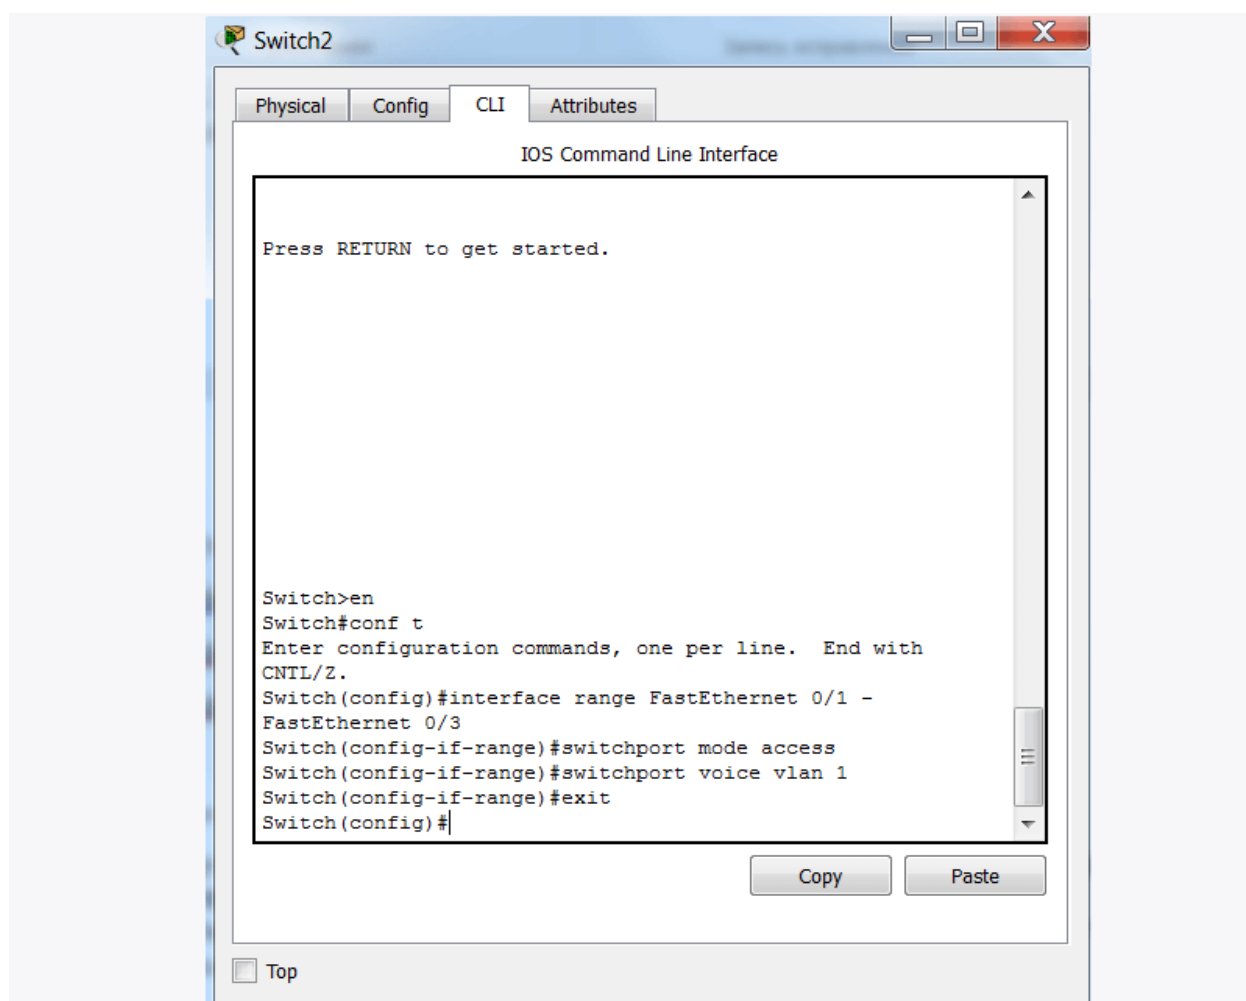 Switch2
Physical
Config
CLI
Attributes
IOS Command Line Interface
Press RETURN to get started.
Switch>en
Switch#conf t
Enter configuration commands, one per line.  End with
CNTL/Z.
Switch(config)#interface range FastEthernet 0/1 -
FastEthernet 0/3
Switch(config-if-range)#switchport mode access
Switch(config-if-range)#switchport voice vlan 1
Switch(config-if-range)#exit
Switch(config)#
Copy
Paste
Top